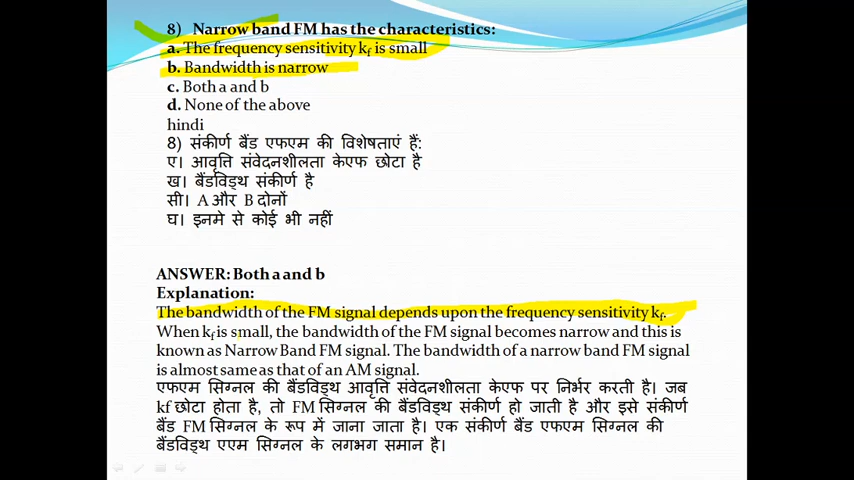 8) Narrow band FM has the characteristics:
a. The frequency sensitivity kf is small
b. Bandwidth is narrow
c. Both a and b
d. None of the above
hindi
8) संकीर्ण बैंड एफएम की विशेषताएं हैं:
ए। आवृत्ति संवेदनशीलता केएफ छोटा है
ख। बैंडविड्थ संकीर्ण है
सी। A और B दोनों
घ। इनमे से कोई भी नहीं
ANSWER: Both a and b
Explanation:
The bandwidth of the FM signal depends upon the frequency sensitivity kf.
When kf is small, the bandwidth of the FM signal becomes narrow and this is
known as Narrow Band FM signal. The bandwidth of a narrow band FM signal
is almost same as that of an AM signal.
एफएम सिग्नल की बैंडविड्थ आवृत्ति संवेदनशीलता केएफ पर निर्भर करती है। जब
kf छोटा होता है, तो FM सिग्नल की बैंडविड्थ संकीर्ण हो जाती है और इसे संकीर्ण
बैंड FM सिग्नल के रूप में जाना जाता है। एक संकीर्ण बैंड एफएम सिग्नल की
बैंडविड्थ एएम सिग्नल के लगभग समान है।